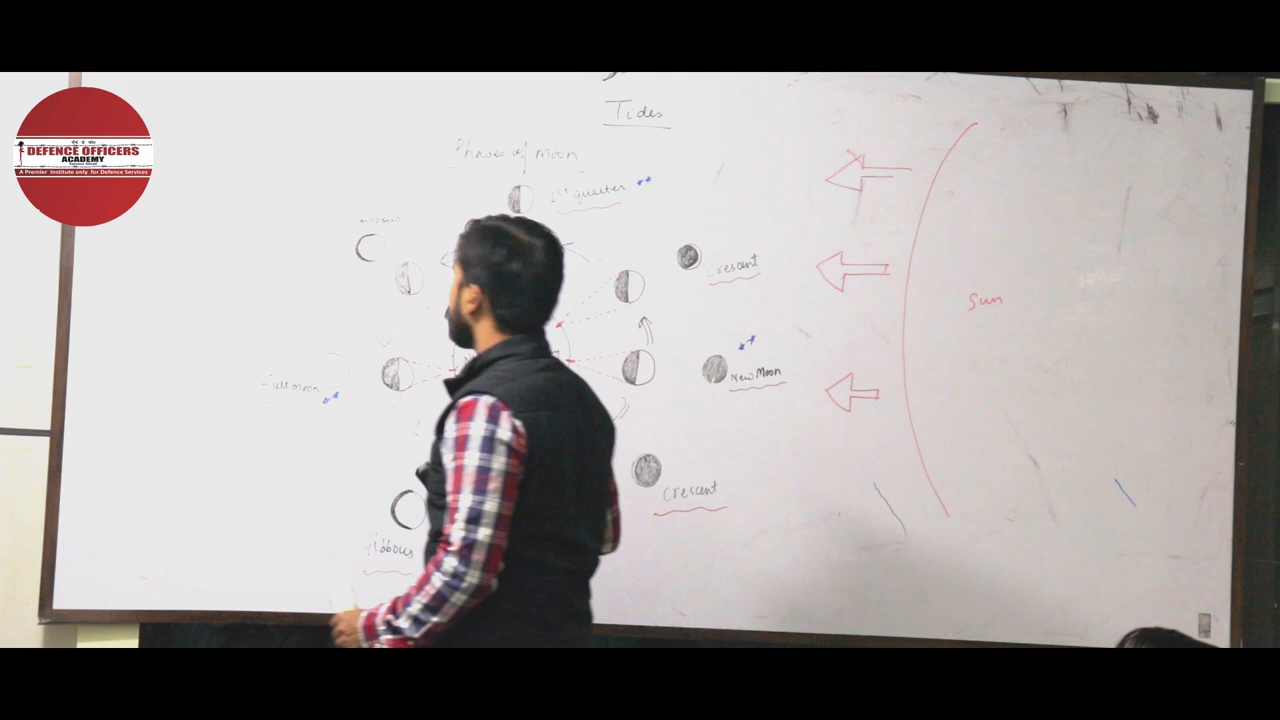 Tides
Phases of moon
1st quarter
DEFENCE OFFICERS
ACADEMY
A Premier Institute only for Defence Services
Crescent
Sun
New Moon
Full moon
Crescent
Gibbous